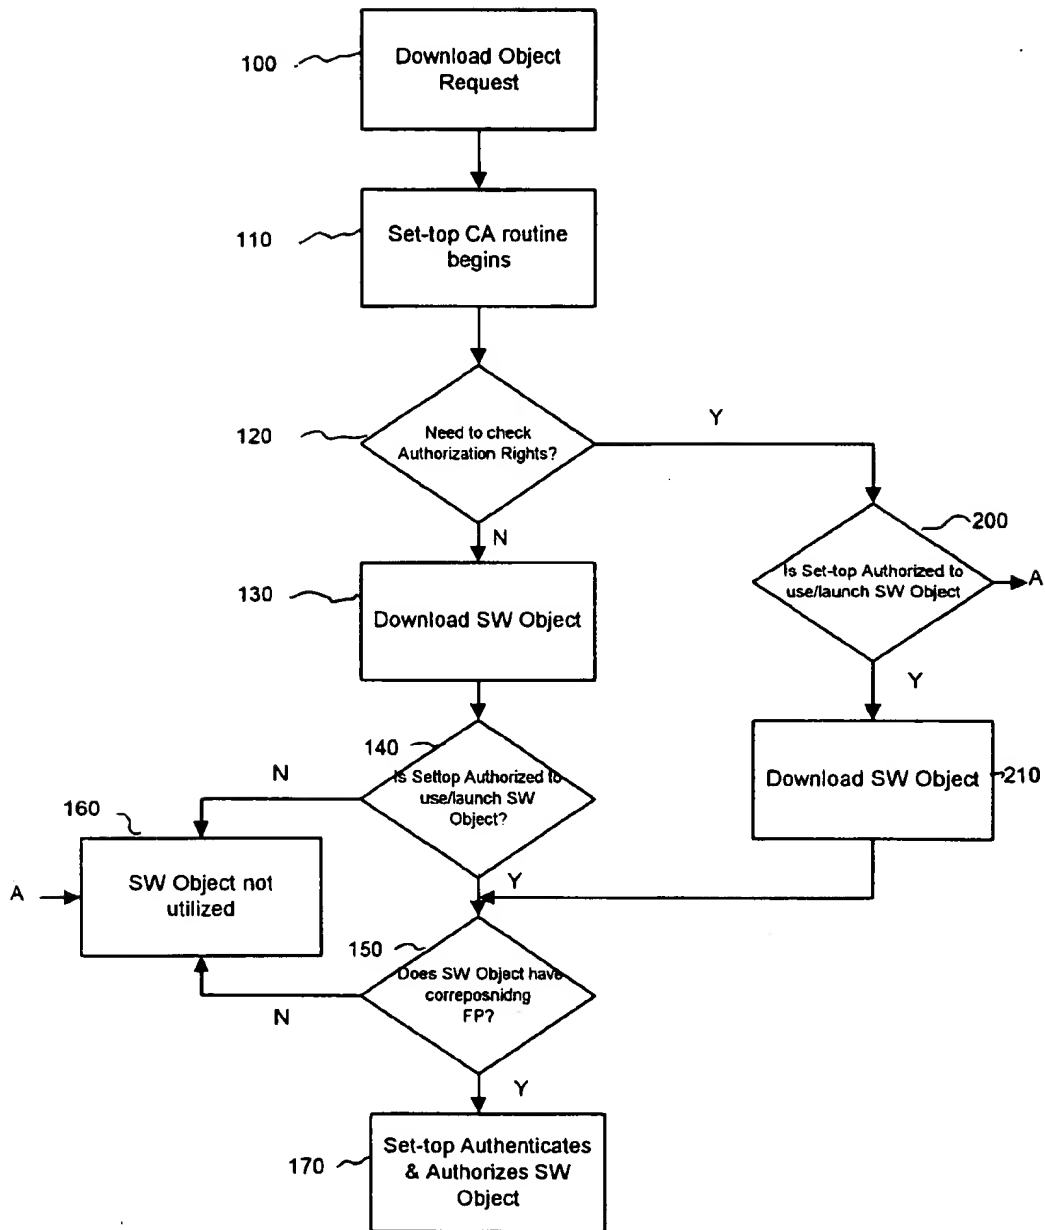 100
Download Object
Request
110
Set-top CA routine
begins
120
Need to check
Authorization Rights?
Y
N
200
Is Set-top Authorized to
use/launch SW Object
A
130
Download SW Object
Y
140
Is Settop Authorized to
use/launch SW
Object?
N
Download SW Object
210
160
SW Object not
utilized
A
Y
150
Does SW Object have
correposnidng
FP?
N
Y
170
Set-top Authenticates
& Authorizes SW
Object